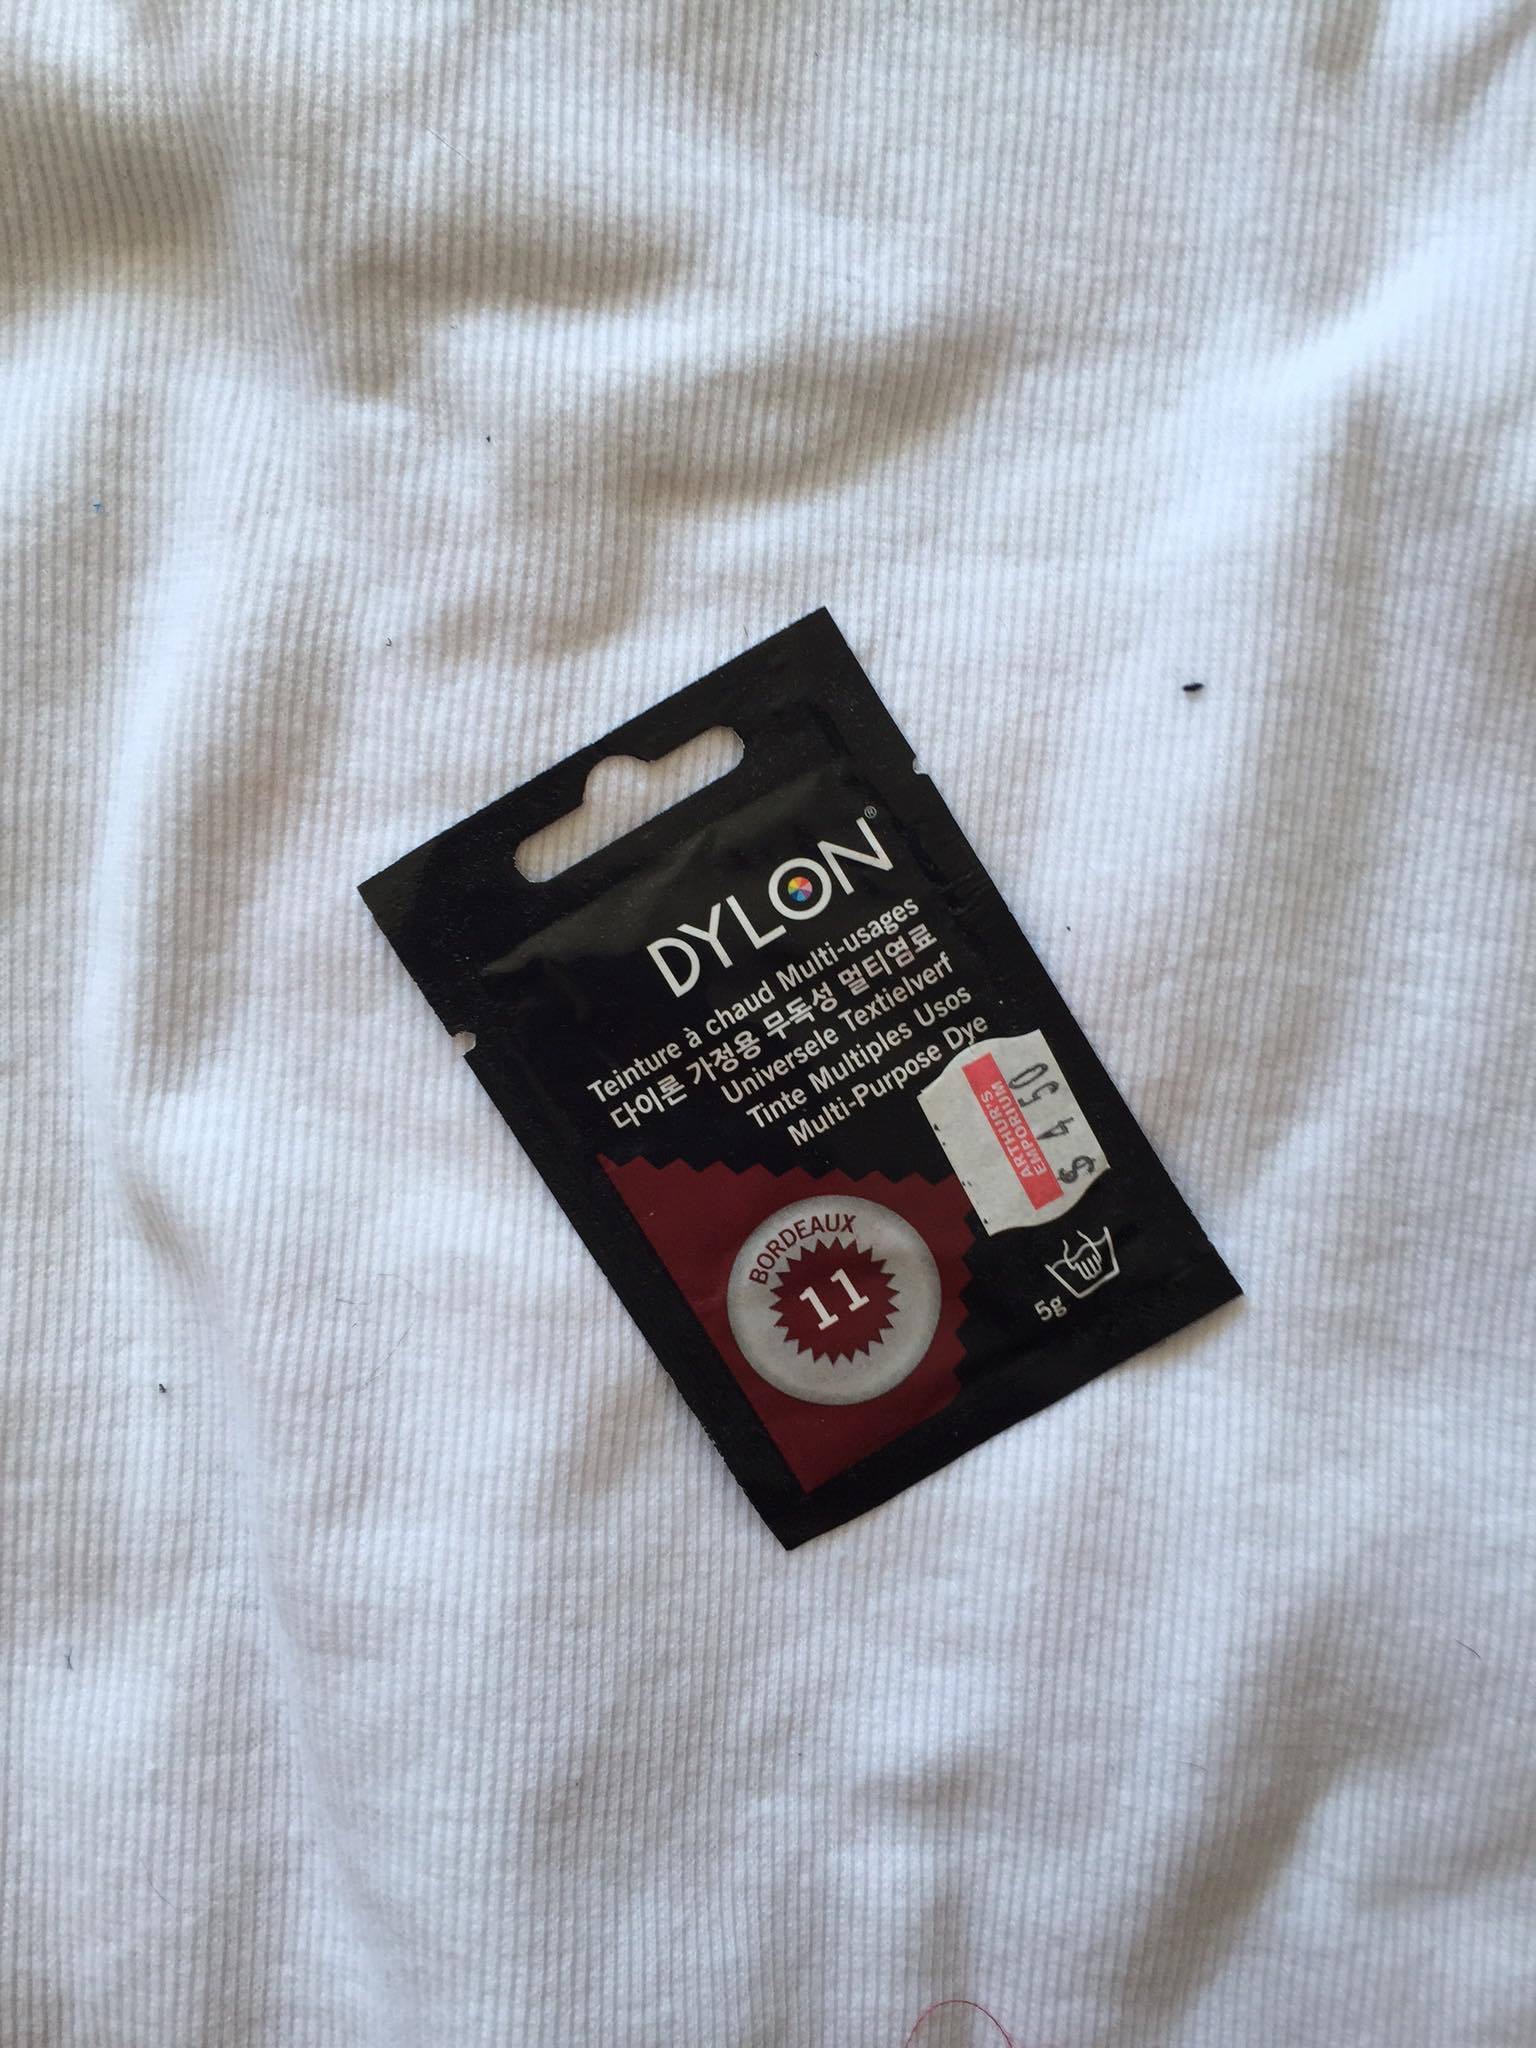 DYLON®
Teinture à chaud Multi-usages
다이론 가정용 무독성 멀티염료
Universele Textielverf
Tinte Multiples Usos
Multi-Purpose Dye
ARTHUR'S
EMPORIUM
$ 4 50
BORDEAUX
11
5g